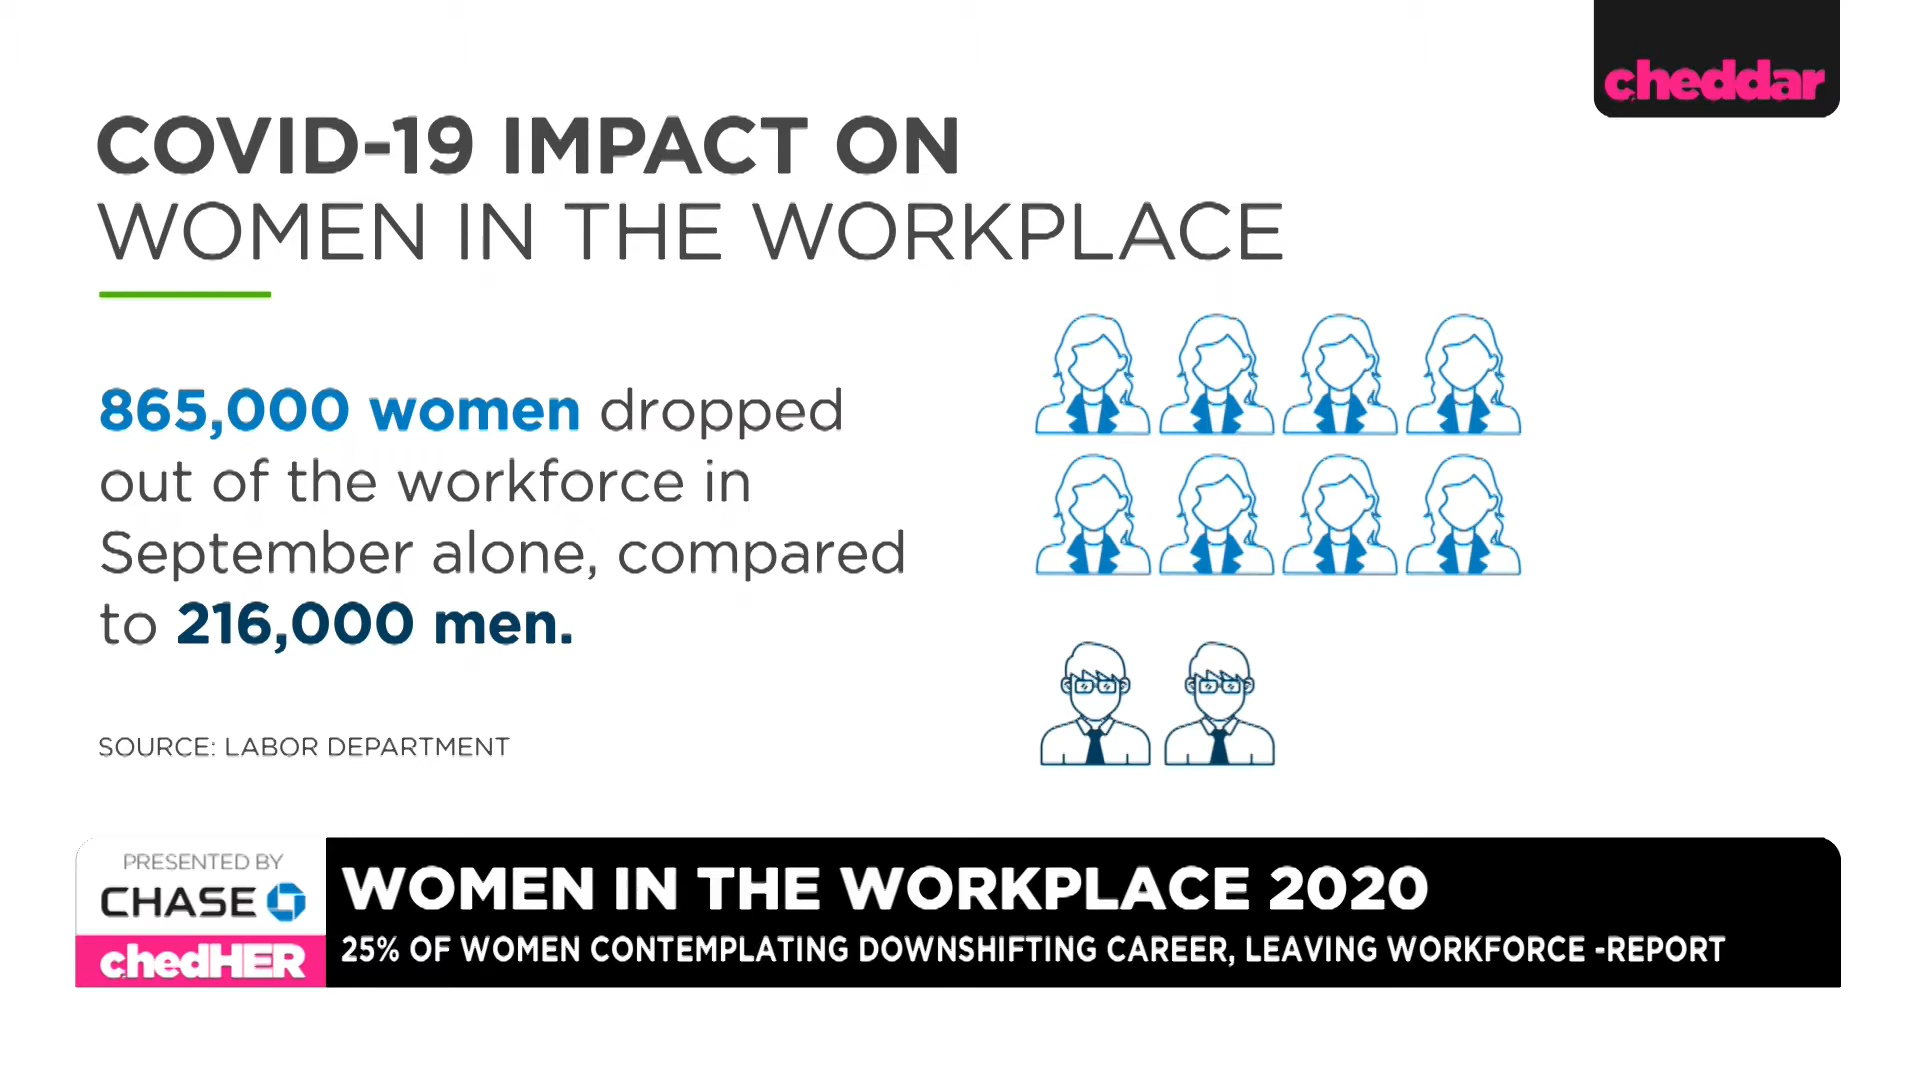 cheddar
COVID-19 IMPACT ON
WOMEN IN THE WORKPLACE
865,000 women dropped
out of the workforce in
September alone, compared
to 216,000 men.
SOURCE: LABOR DEPARTMENT
PRESENTED BY
CHASE
chedHER
WOMEN IN THE WORKPLACE 2020
25% OF WOMEN CONTEMPLATING DOWNSHIFTING CAREER, LEAVING WORKFORCE -REPORT